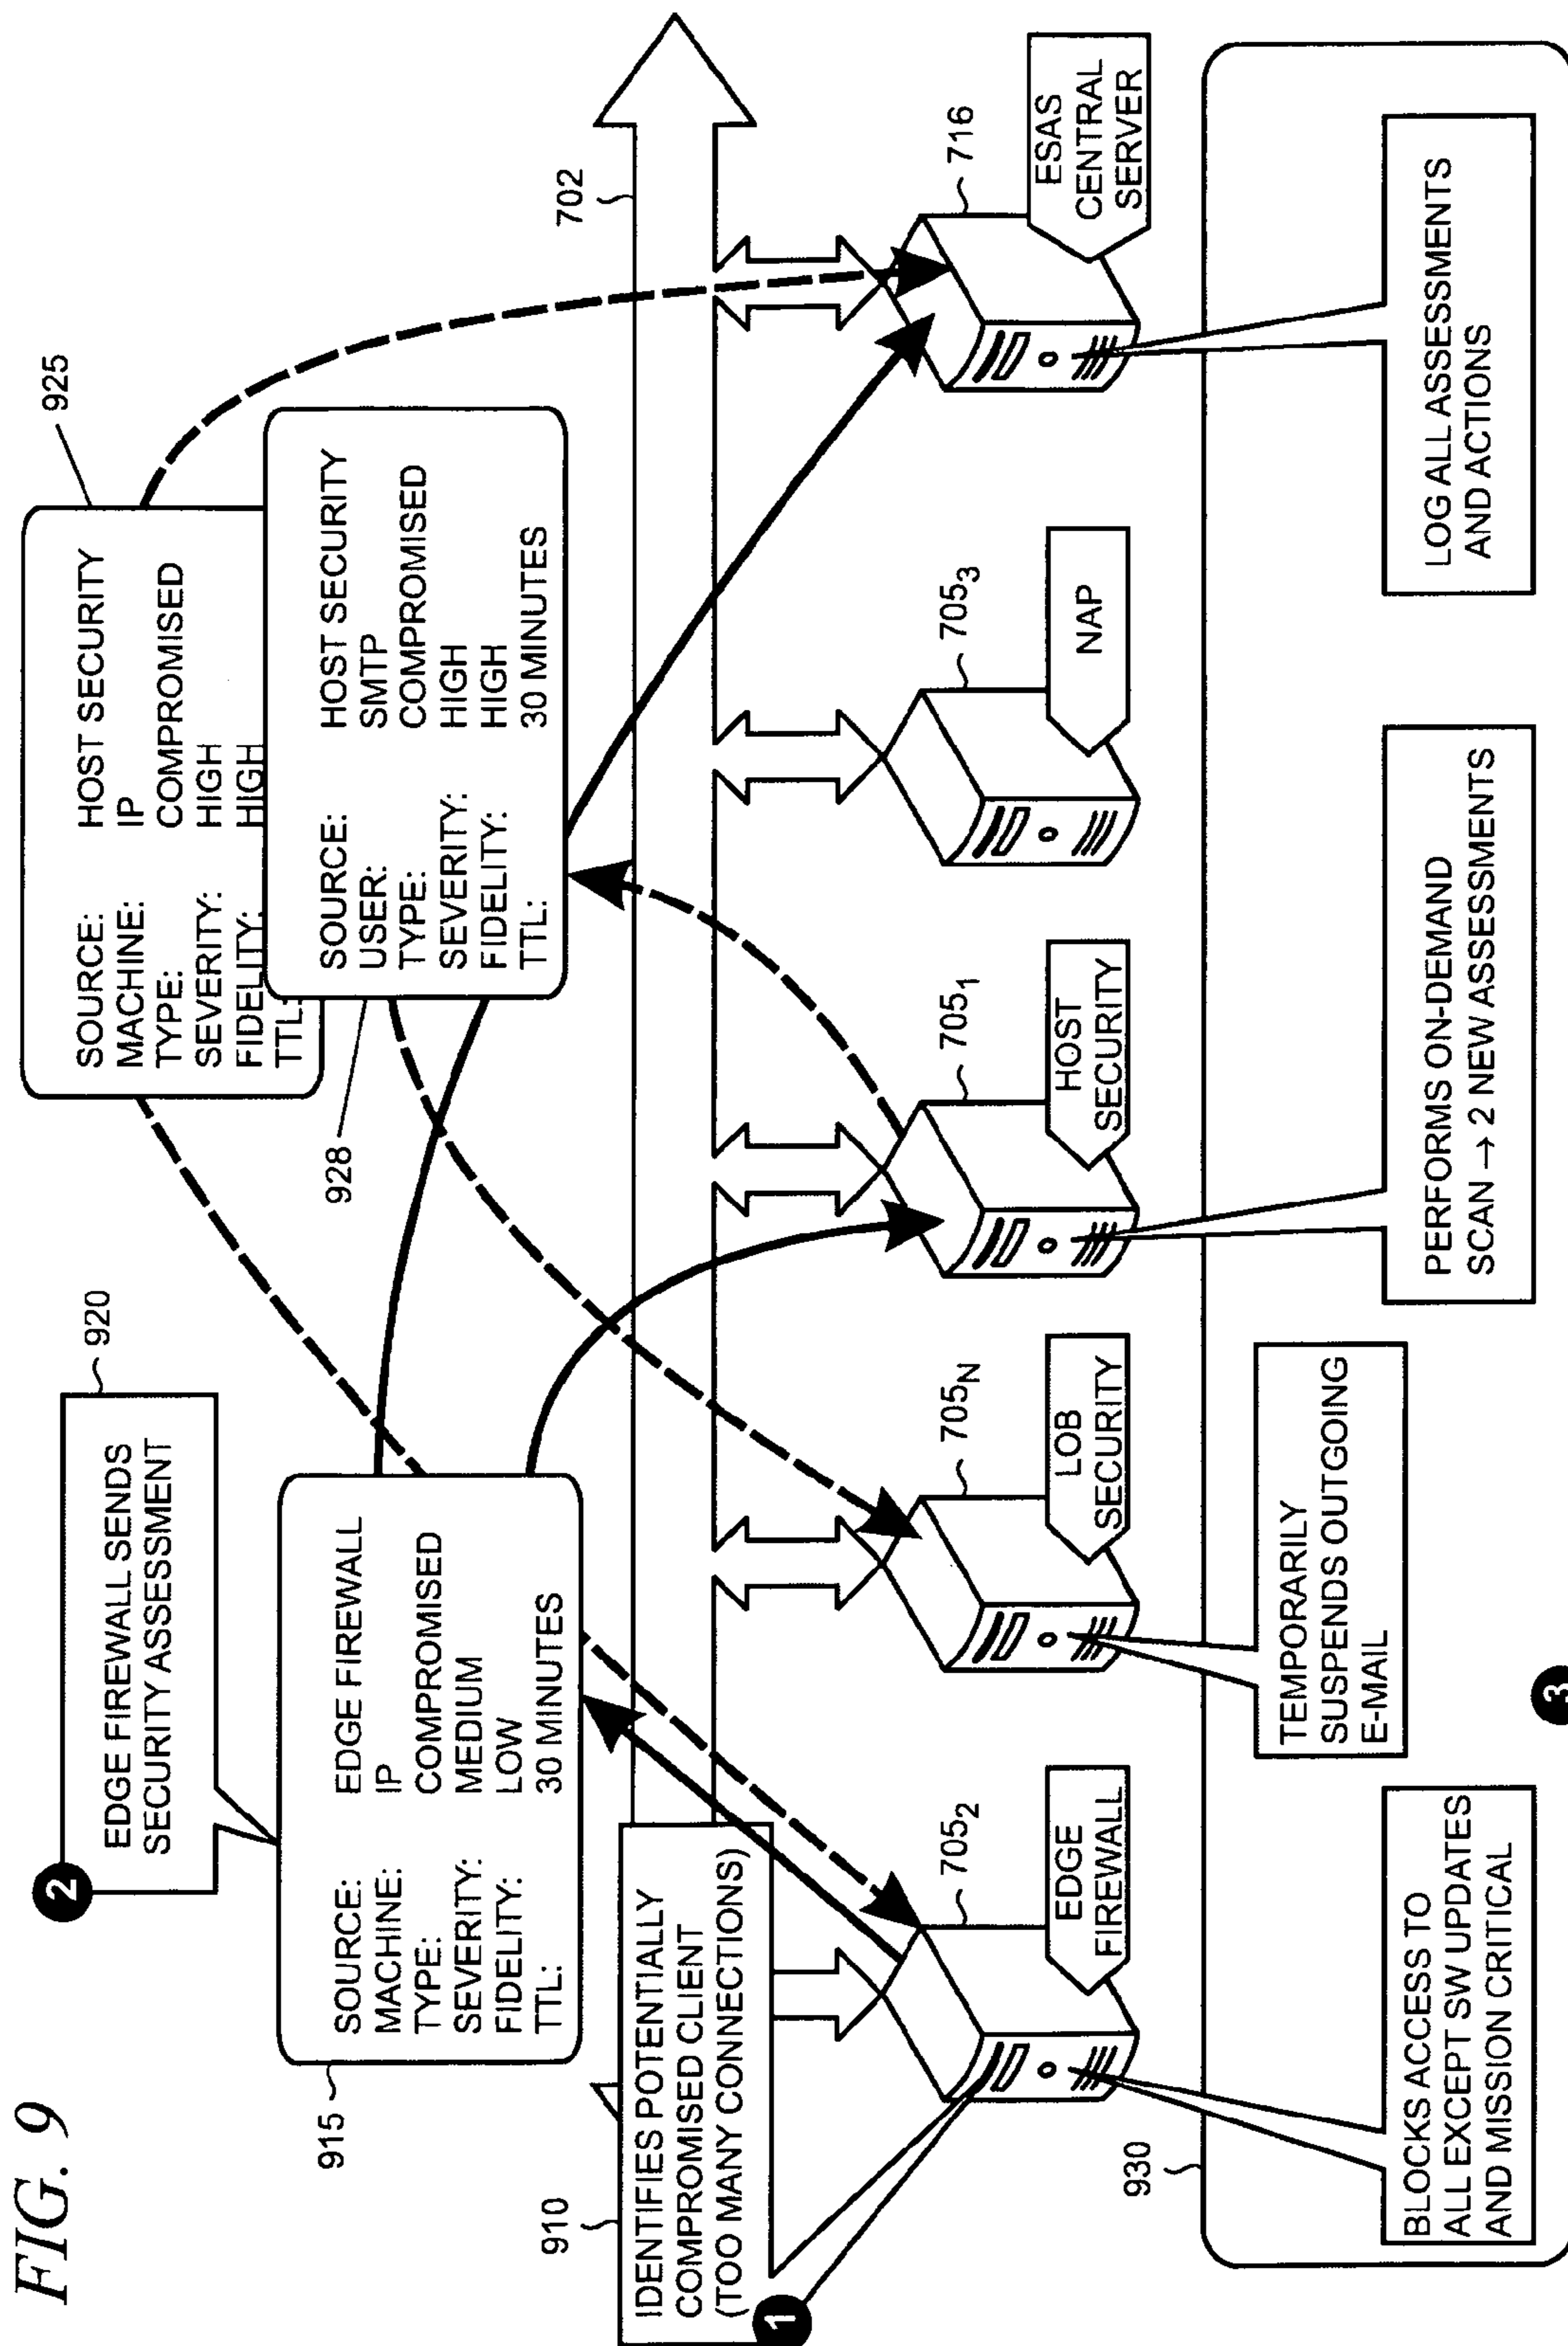 FIG. 9
2
EDGE FIREWALL SENDS
SECURITY ASSESSMENT
920
915
SOURCE: EDGE FIREWALL
MACHINE: IP
TYPE: COMPROMISED
SEVERITY: MEDIUM
FIDELITY: LOW
TTL: 30 MINUTES
925
SOURCE: HOST SECURITY
MACHINE: IP
TYPE: COMPROMISED
SEVERITY: HIGH
FIDELITY: HIGH
TTL:
928
SOURCE: HOST SECURITY
USER: SMTP
TYPE: COMPROMISED
SEVERITY: HIGH
FIDELITY: HIGH
TTL: 30 MINUTES
910
IDENTIFIES POTENTIALLY
COMPROMISED CLIENT
(TOO MANY CONNECTIONS)
1
702
705₂
EDGE
FIREWALL
705N
LOB
SECURITY
705₁
HOST
SECURITY
705₃
NAP
716
ESAS
CENTRAL
SERVER
930
BLOCKS ACCESS TO
ALL EXCEPT SW UPDATES
AND MISSION CRITICAL
TEMPORARILY
SUSPENDS OUTGOING
E-MAIL
PERFORMS ON-DEMAND
SCAN → 2 NEW ASSESSMENTS
LOG ALL ASSESSMENTS
AND ACTIONS
3